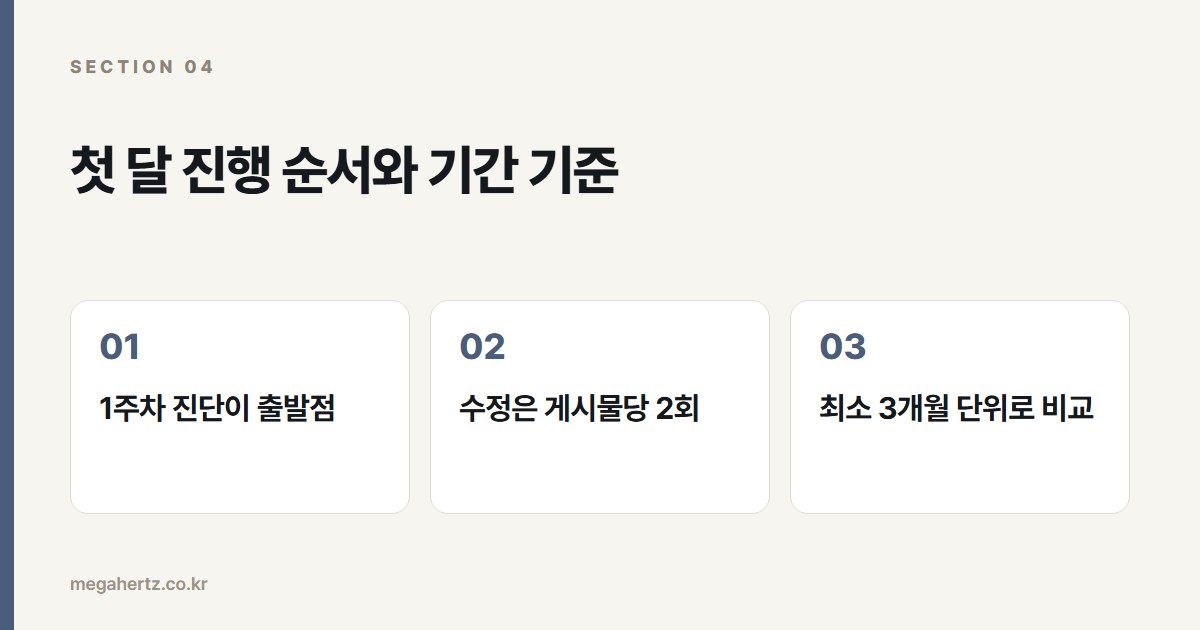 SECTION 04
첫 달 진행 순서와 기간 기준
01
1주차 진단이 출발점
02
수정은 게시물당 2회
03
최소 3개월 단위로 비교
megahertz.co.kr